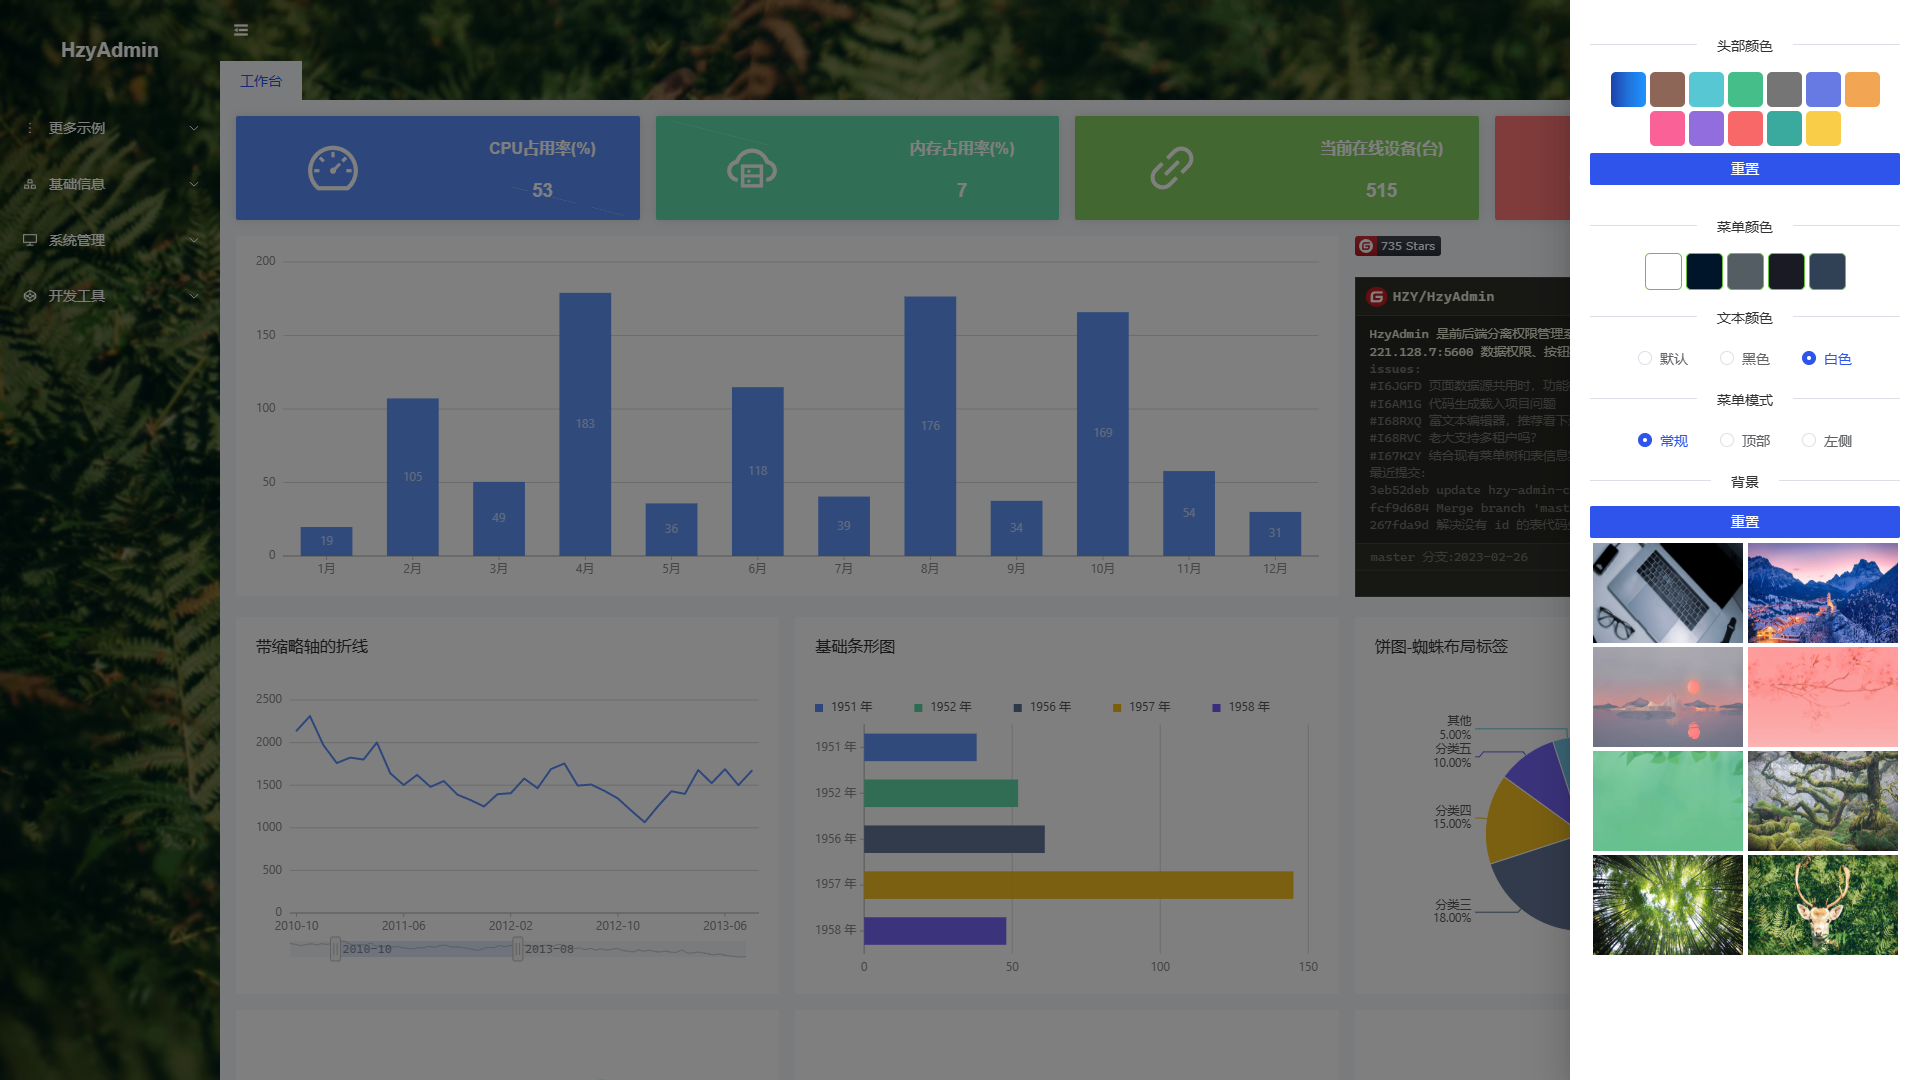 HzyAdmin
更多示例
基础信息
系统管理
开发工具
工作台
CPU占用率(%)
53
内存占用率(%)
7
当前在线设备(台)
515
200
150
100
50
0
19
105
49
183
36
118
39
176
34
169
54
31
1月
2月
3月
4月
5月
6月
7月
8月
9月
10月
11月
12月
735 Stars
HZY/HzyAdmin
HzyAdmin 是前后端分离权限管理系
221.128.7:5600 数据权限、按钮
issues:
#I6JGFD 页面数据源共用时，功能
#I6AM1G 代码生成载入项目问题
#I68RXQ 富文本编辑器，推荐看下
#I68RVC 老大支持多租户吗?
#I67K2Y 结合现有菜单树和表信息
最近提交:
3eb52deb update hzy-admin-c
fcf9d684 Merge branch 'mast
267fda9d 解决没有 id 的表代码
master 分支:2023-02-26
带缩略轴的折线
2500
2000
1500
1000
500
0
2010-10
2011-06
2012-02
2012-10
2013-06
2010-10
2013-08
基础条形图
1951 年
1952 年
1956 年
1957 年
1958 年
1951 年
1952 年
1956 年
1957 年
1958 年
0
50
100
150
饼图-蜘蛛布局标签
其他
5.00%
分类五
10.00%
分类四
15.00%
分类三
18.00%
头部颜色
重置
菜单颜色
文本颜色
默认
黑色
白色
菜单模式
常规
顶部
左侧
背景
重置